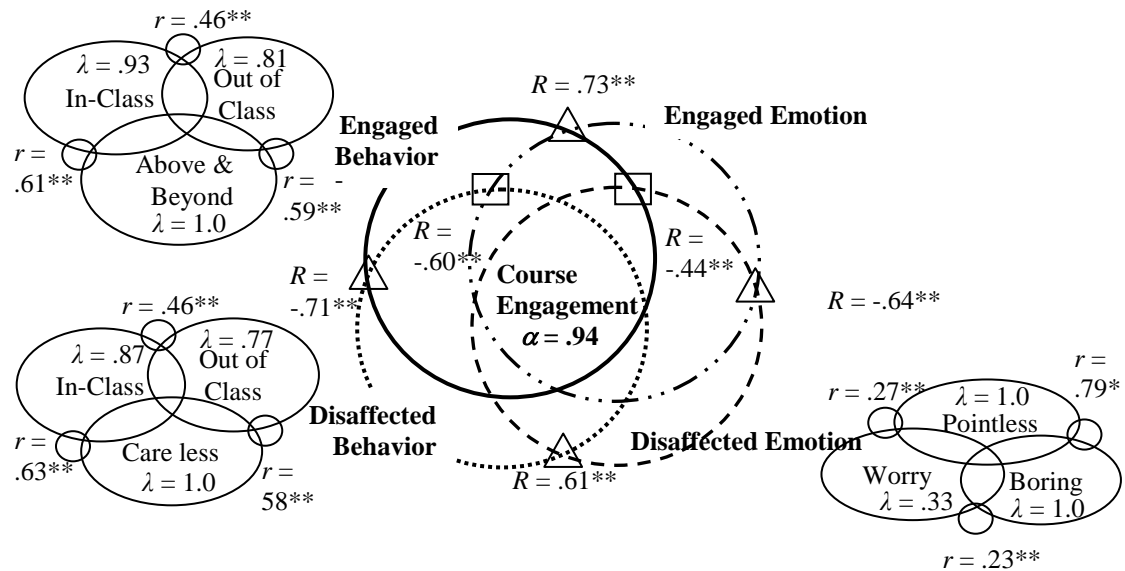 r = .46**
λ = .93
λ = .81
In-Class
Out of
Class
r =
.61**
Above &
Beyond
λ = 1.0
r = -
.59**
R = .73**
Engaged
Behavior
Engaged Emotion
R =
-.60**
R =
-.44**
R =
-.71**
Course
Engagement
α = .94
R = -.64**
r = .46**
λ = .87
λ = .77
In-Class
Out of
Class
r =
.63**
Care less
λ = 1.0
r =
58**
Disaffected
Behavior
Disaffected Emotion
R = .61**
r = .27**
r =
.79*
λ = 1.0
Pointless
Worry
λ = .33
Boring
λ = 1.0
r = .23**